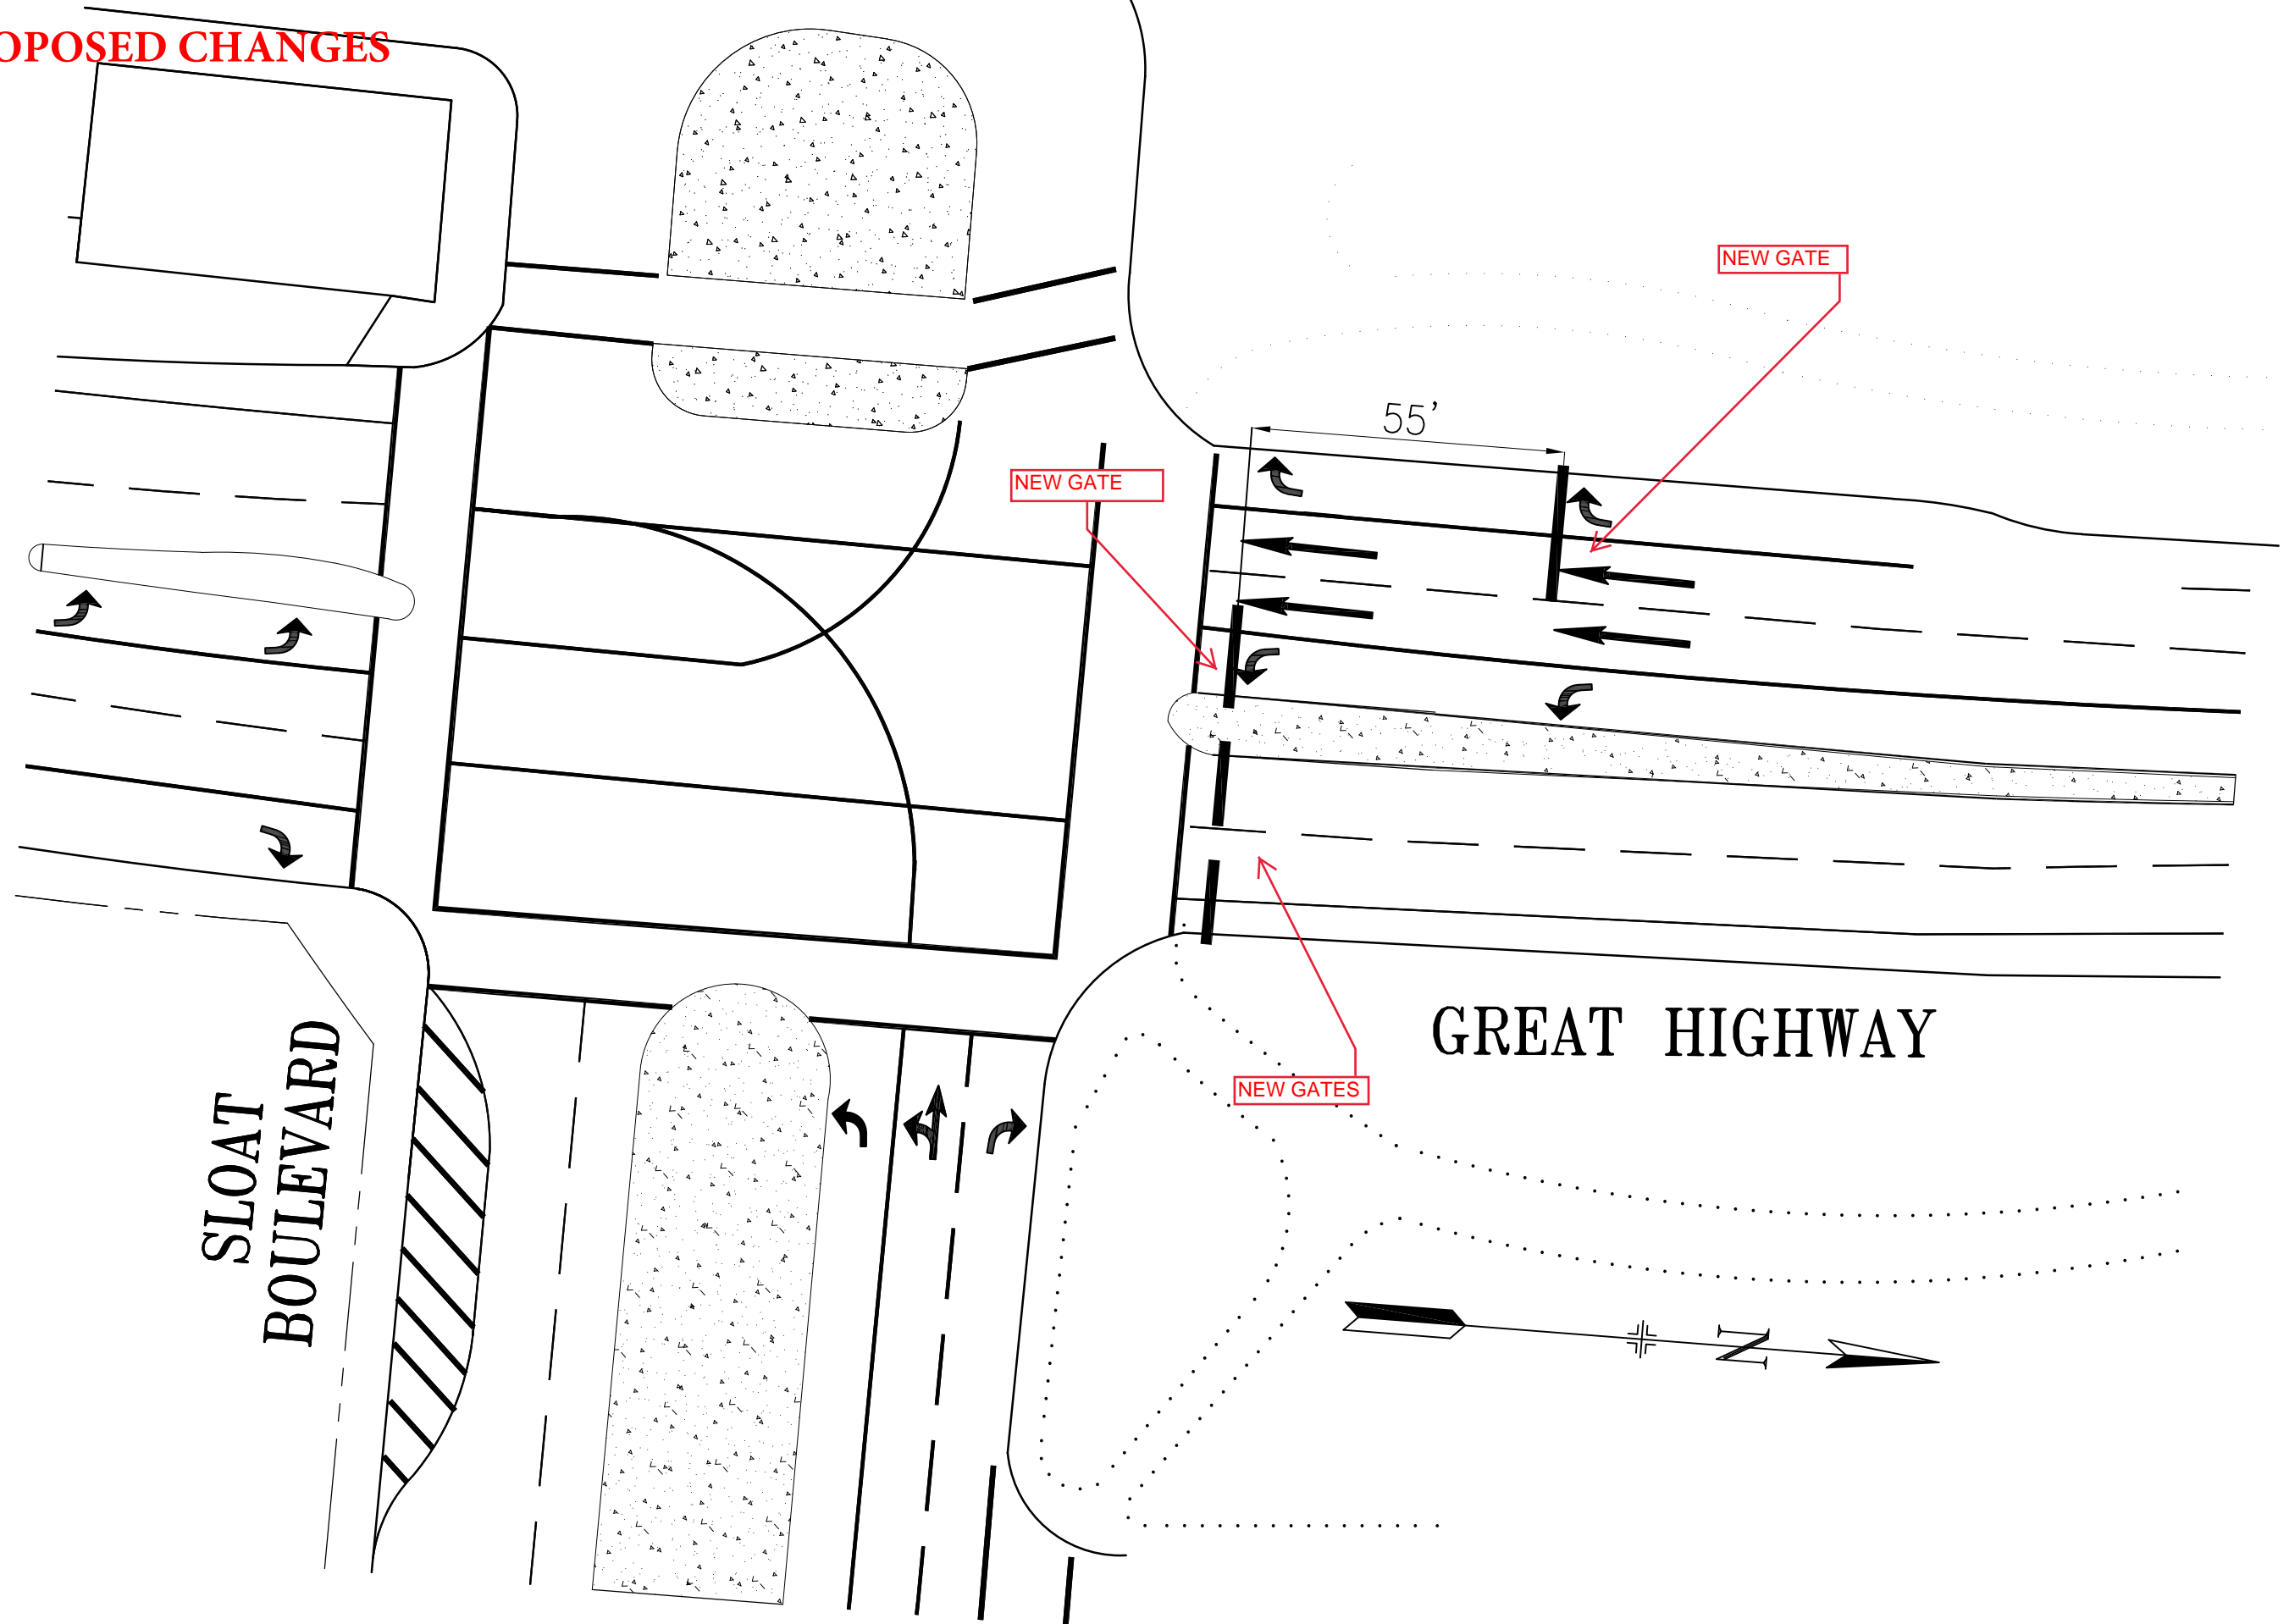 OPOSED CHANGES
NEW GATE
55’
NEW GATE
GREAT HIGHWAY
NEW GATES
SLOAT
BOULEVARD
N